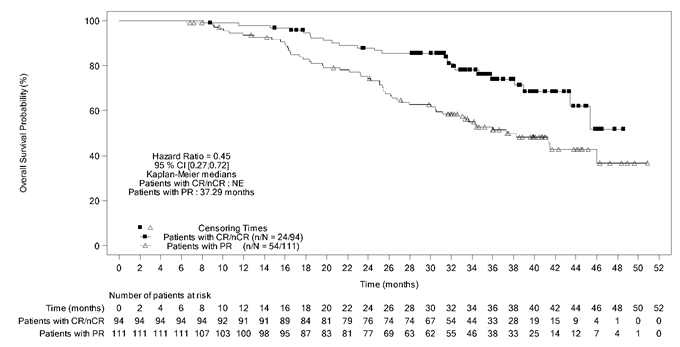 Overall Survival Probability (%)
100
80
60
40
20
0
Hazard Ratio = 0.45
95 % CI [0.27;0.72]
Kaplan-Meier medians
Patients with CR/nCR : NE
Patients with PR : 37.29 months
Censoring Times
Patients with CR/nCR (n/N = 24/94)
Patients with PR (n/N = 54/111)
0 2 4 6 8 10 12 14 16 18 20 22 24 26 28 30 32 34 36 38 40 42 44 46 48 50 52
Time (months)
Number of patients at risk
Time (months) 0 2 4 6 8 10 12 14 16 18 20 22 24 26 28 30 32 34 36 38 40 42 44 46 48 50 52
Patients with CR/nCR 94 94 94 94 94 92 91 91 89 84 81 79 76 74 74 67 54 44 33 28 19 15 9 4 1 0 0
Patients with PR 111 111 111 111 107 103 100 98 95 87 83 81 77 69 63 62 55 46 38 33 25 14 12 7 4 1 0